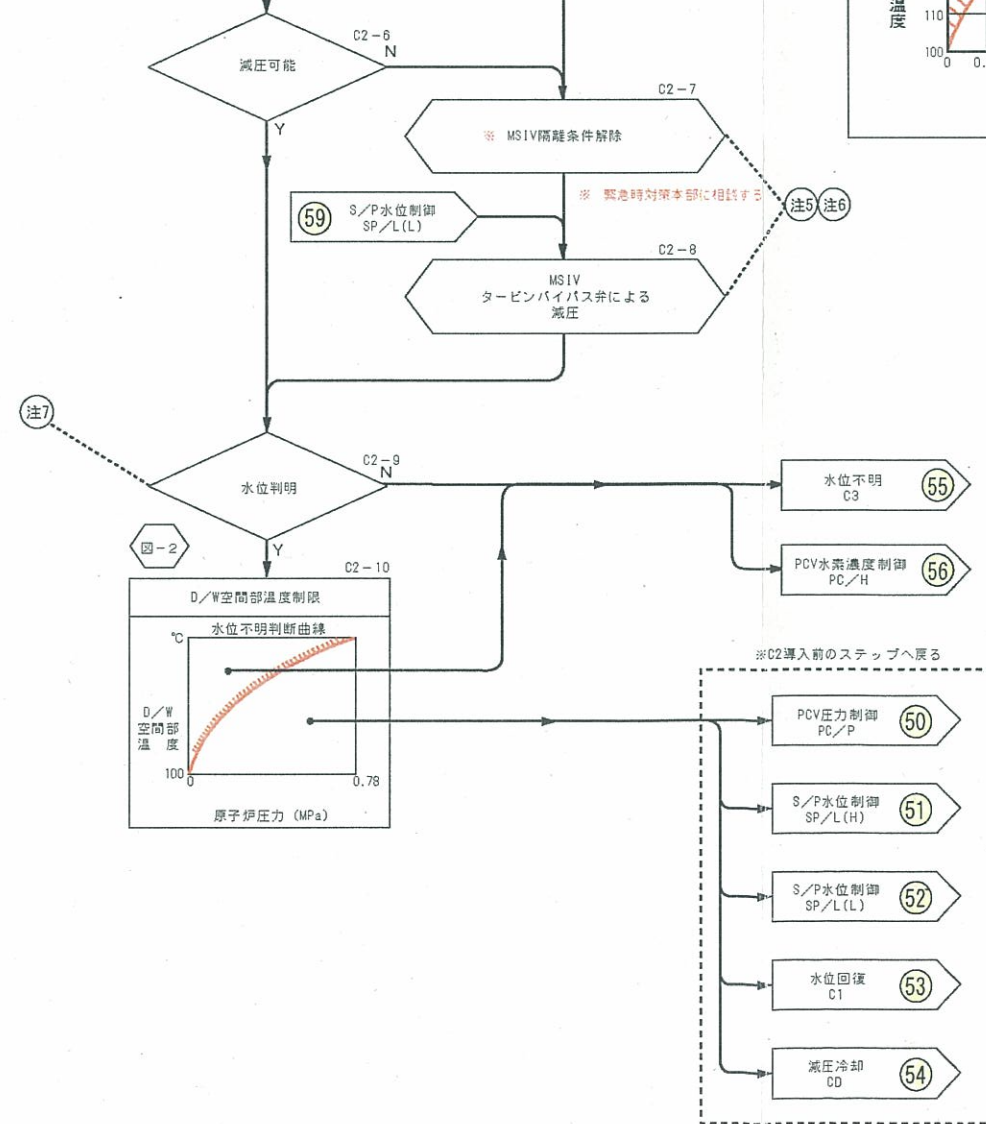 温度
110
100
0
0.
C2-6
N
減圧可能
Y
C2-7
※ MSIV隔離条件解除
※ 緊急時対策本部に相談する
注5 注6
59
S/P水位制御
SP/L(L)
C2-8
MSIV
タービンバイパス弁による
減圧
注7
C2-9
N
水位判明
Y
水位不明
C3
55
PCV水素濃度制御
PC/H
56
図-2
C2-10
D/W空間部温度制限
水位不明判断曲線
℃
D/W
空間部
温 度
100
0
0.78
原子炉圧力 (MPa)
※C2導入前のステップへ戻る
PCV圧力制御
PC/P
50
S/P水位制御
SP/L(H)
51
S/P水位制御
SP/L(L)
52
水位回復
C1
53
減圧冷却
CD
54